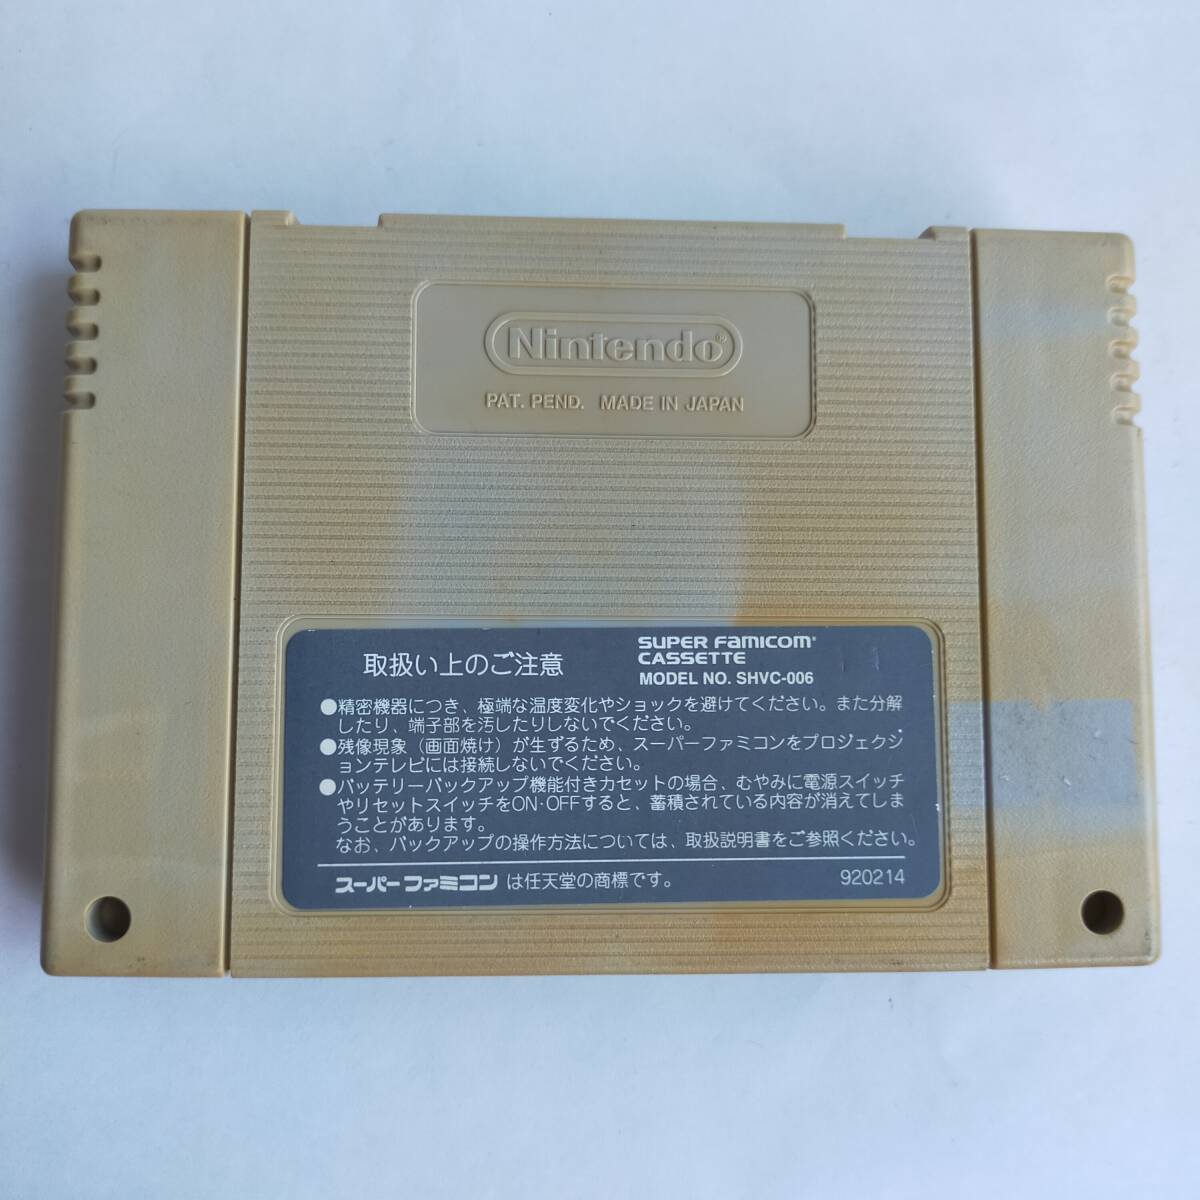 Nintendo®
PAT. PEND. MADE IN JAPAN
取扱い上のご注意
SUPER FAMICOM
CASSETTE
MODEL NO. SHVC-006
●精密機器につき、極端な温度変化やショックを避けてください。また分解
したり、端子部を汚したりしないでください。
●残像現象（画面焼け）が生ずるため、スーパーファミコンをプロジェクシ
ョンテレビには接続しないでください。
●バッテリーバックアップ機能付きカセットの場合、むやみに電源スイッチ
やリセットスイッチをON・OFFすると、蓄積されている内容が消えてしま
うことがあります。
なお、バックアップの操作方法については、取扱説明書をご参照ください。
スーパーファミコン は任天堂の商標です。
920214